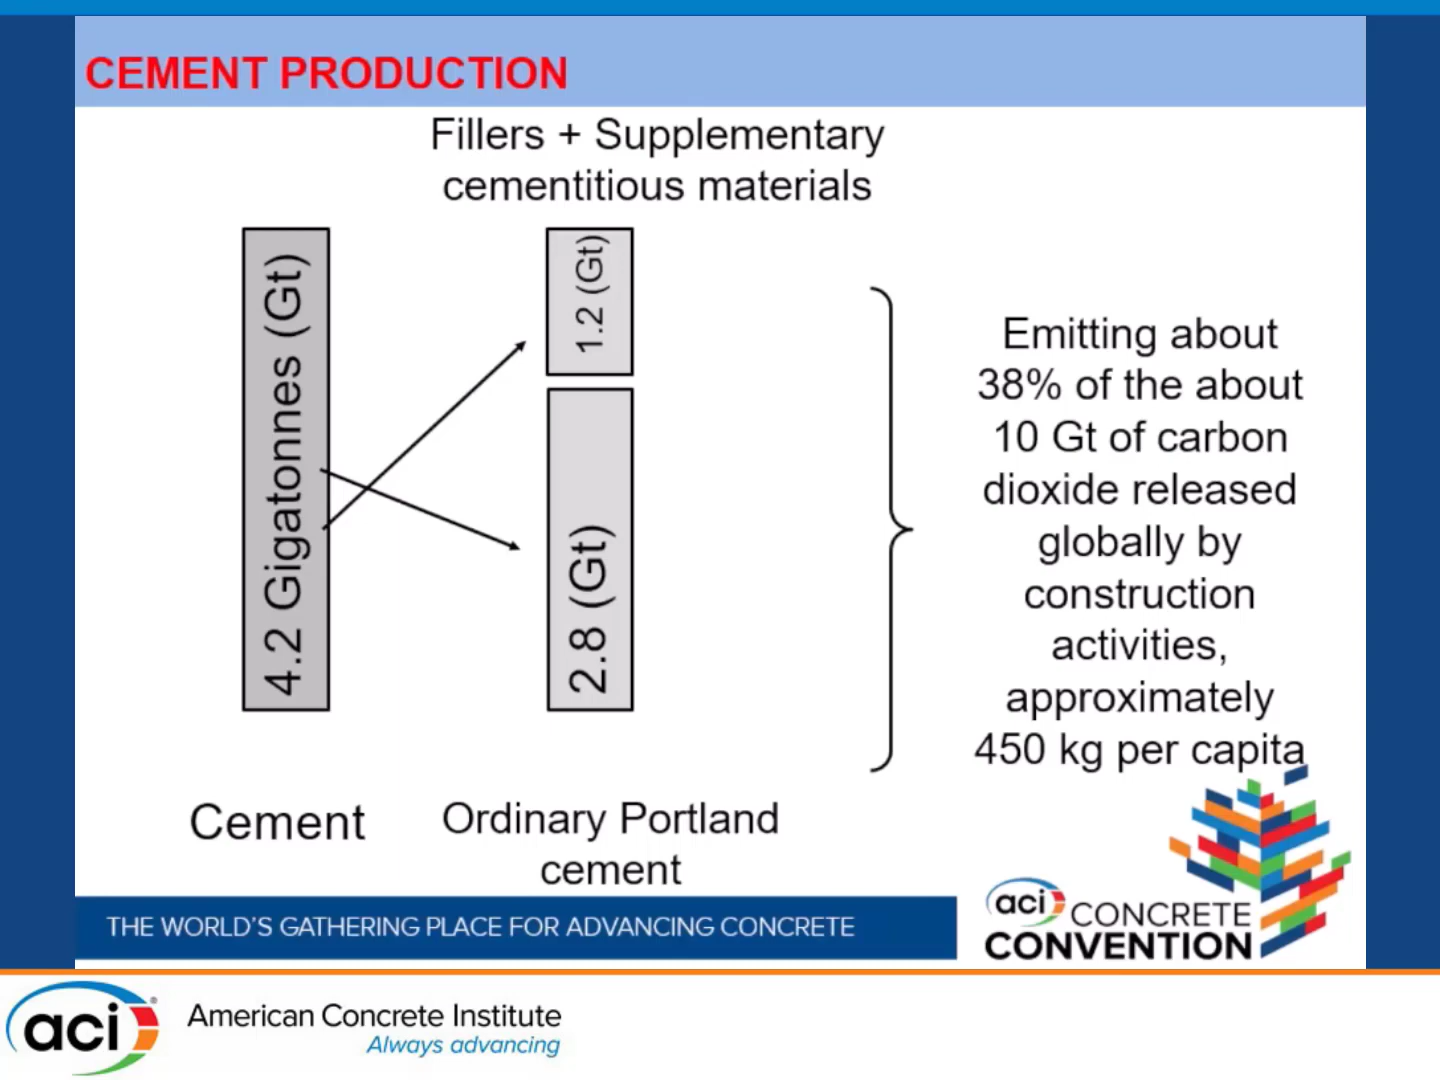 CEMENT PRODUCTION
Fillers + Supplementary
cementitious materials
4.2 Gigatonnes (Gt)
1.2 (Gt)
2.8 (Gt)
Emitting about
38% of the about
10 Gt of carbon
dioxide released
globally by
construction
activities,
approximately
450 kg per capita
Cement
Ordinary Portland
cement
THE WORLD'S GATHERING PLACE FOR ADVANCING CONCRETE
aci CONCRETE
CONVENTION
aci
American Concrete Institute
Always advancing